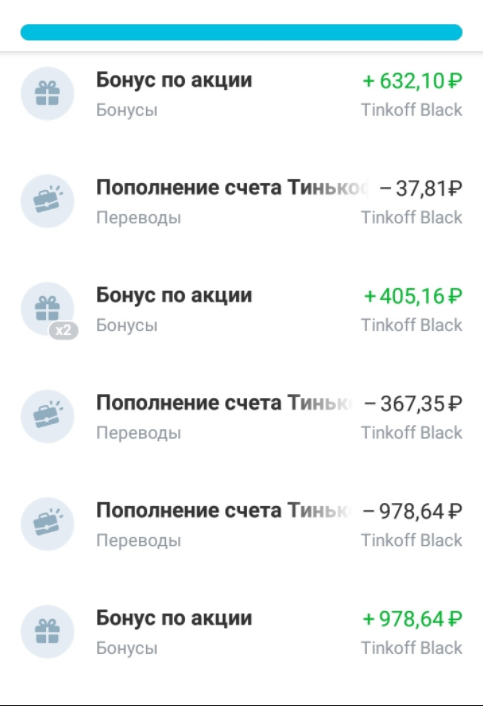 Бонус по акции + 632,10 ₽
Бонусы Tinkoff Black
Пополнение счета Тинько – 37,81 ₽
Переводы Tinkoff Black
Бонус по акции + 405,16 ₽
x2 Бонусы Tinkoff Black
Пополнение счета Тиньк – 367,35 ₽
Переводы Tinkoff Black
Пополнение счета Тиньк – 978,64 ₽
Переводы Tinkoff Black
Бонус по акции + 978,64 ₽
Бонусы Tinkoff Black